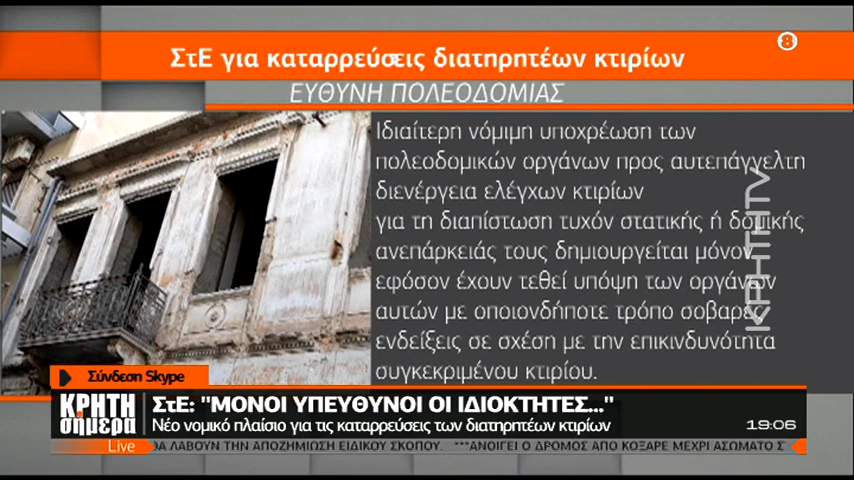 8
ΣτΕ για καταρρεύσεις διατηρητέων κτιρίων
ΕΥΘΥΝΗ ΠΟΛΕΟΔΟΜΙΑΣ
Ιδιαίτερη νόμιμη υποχρέωση των
πολεοδομικών οργάνων προς αυτεπάγγελτη
διενέργεια ελέγχων κτιρίων
για τη διαπίστωση τυχόν στατικής ή δομικής
ανεπάρκειάς τους δημιουργείται μόνον
εφόσον έχουν τεθεί υπόψη των οργάνων
αυτών με οποιονδήποτε τρόπο σοβαρές
ενδείξεις σε σχέση με την επικινδυνότητα
συγκεκριμένου κτιρίου.
ΚΡΗΤΗTV
Σύνδεση Skype
ΚΡΗΤΗ
σήμερα
ΣτΕ: "ΜΟΝΟΙ ΥΠΕΥΘΥΝΟΙ ΟΙ ΙΔΙΟΚΤΗΤΕΣ..."
Νέο νομικό πλαίσιο για τις καταρρεύσεις των διατηρητέων κτιρίων
19:06
Live
ΘΑ ΛΑΒΟΥΝ ΤΗΝ ΑΠΟΖΗΜΙΩΣΗ ΕΙΔΙΚΟΥ ΣΚΟΠΟΥ. ***ΑΝΟΙΓΕΙ Ο ΔΡΟΜΟΣ ΑΠΟ ΚΟΞΑΡΕ ΜΕΧΡΙ ΑΣΩΜΑΤΟ Σ